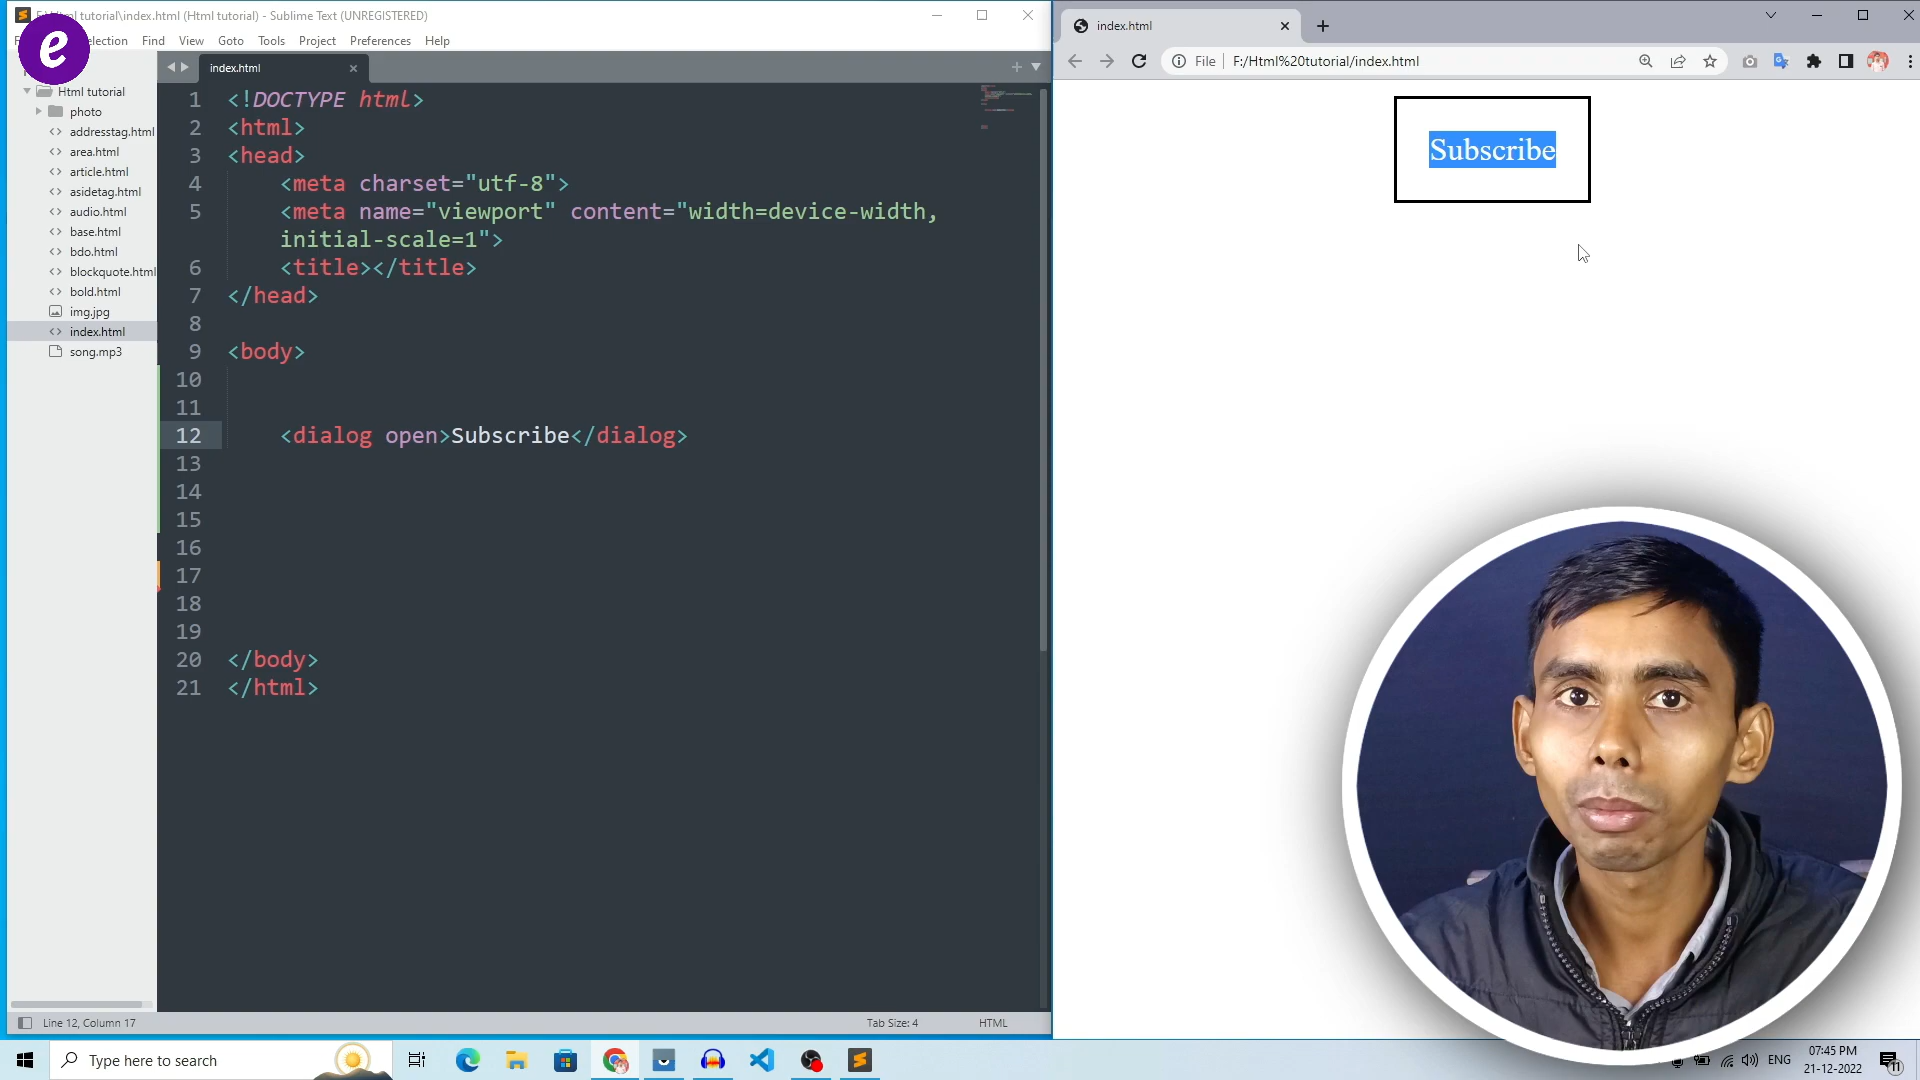 Html tutorial\index.html (Html tutorial) - Sublime Text (UNREGISTERED)
Find View Goto Tools Project Preferences Help
e
index.html
Html tutorial
photo
addresstag.html
area.html
article.html
asidetag.html
audio.html
base.html
bdo.html
blockquote.html
bold.html
img.jpg
index.html
song.mp3
1 <!DOCTYPE html>
2 <html>
3 <head>
4 <meta charset="utf-8">
5 <meta name="viewport" content="width=device-width,
initial-scale=1">
6 <title></title>
7 </head>
8
9 <body>
10
11
12 <dialog open>Subscribe</dialog>
13
14
15
16
17
18
19
20 </body>
21 </html>
Line 12, Column 17
Tab Size: 4
HTML
index.html
File F:/Html%20tutorial/index.html
Subscribe
Type here to search
ENG
07:45 PM
21-12-2022
11